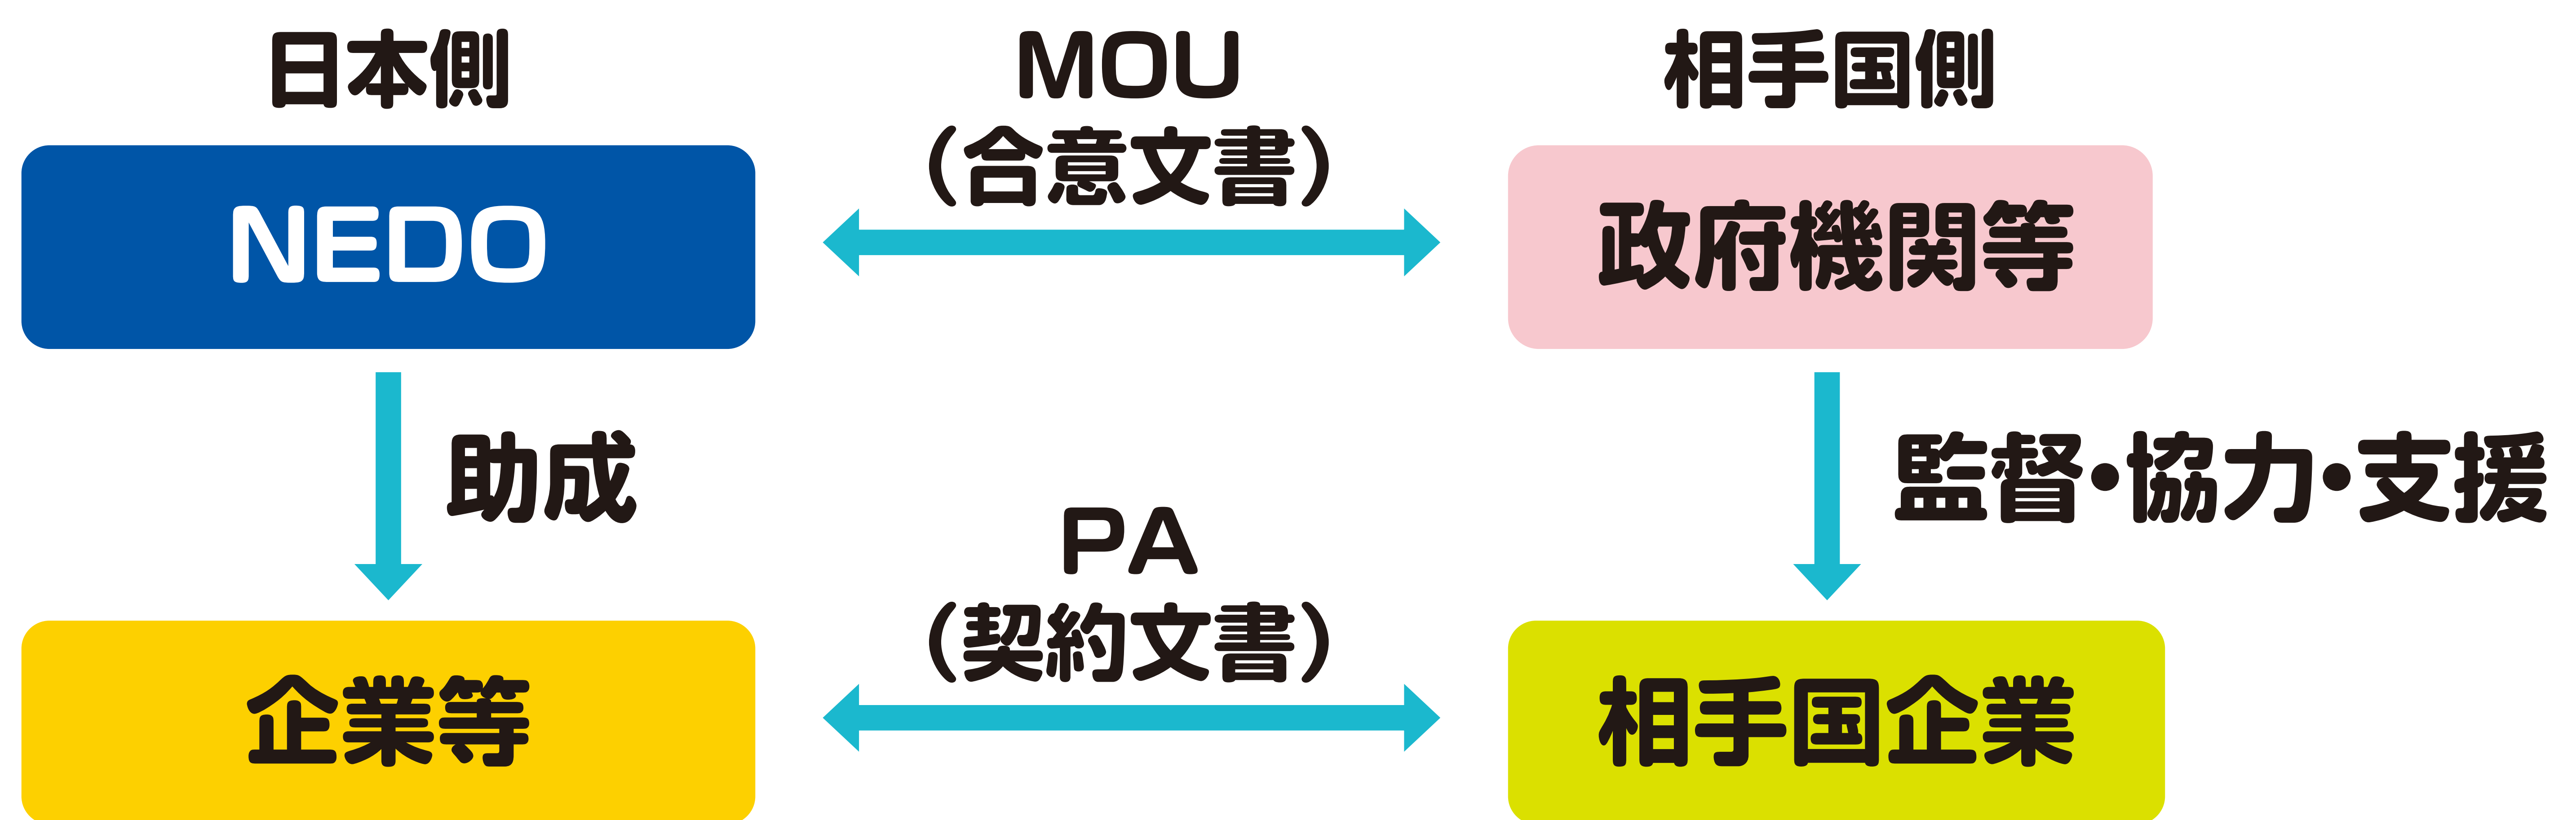 日本側
MOU
（合意文書）
相手国側
NEDO
政府機関等
助成
監督・協力・支援
PA
（契約文書）
企業等
相手国企業